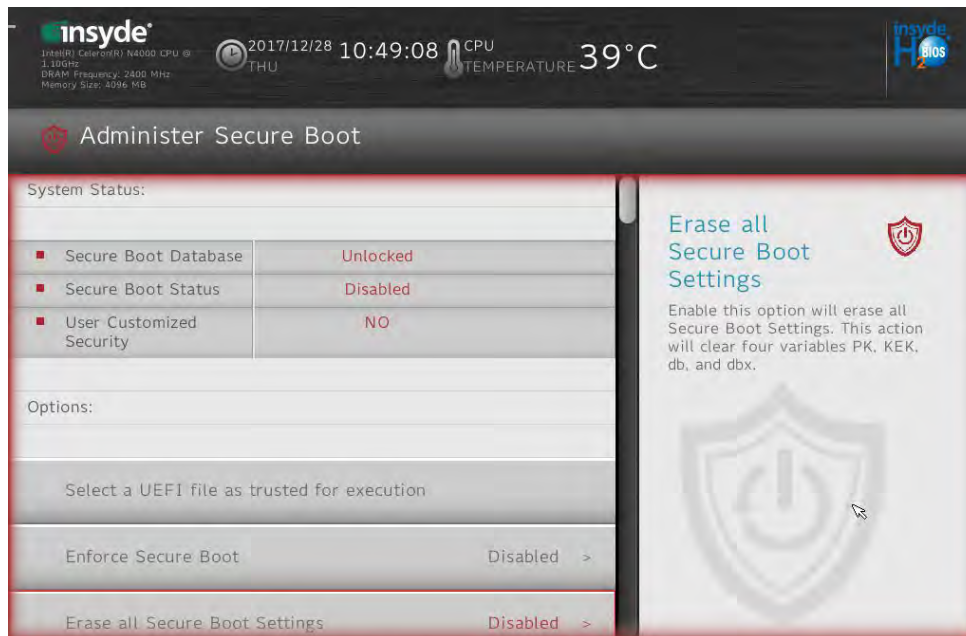 insyde®
Intel(R) Celeron(R) N4000 CPU @
1.10GHz
DRAM Frequency: 2400 MHz
Memory Size: 4096 MB
2017/12/28
THU
10:49:08
CPU
TEMPERATURE
39°C
insyde
H2O
BIOS
Administer Secure Boot
System Status:
Secure Boot Database Unlocked
Secure Boot Status Disabled
User Customized NO
Security
Options:
Select a UEFI file as trusted for execution
Enforce Secure Boot Disabled >
Erase all Secure Boot Settings Disabled >
Erase all
Secure Boot
Settings
Enable this option will erase all
Secure Boot Settings. This action
will clear four variables PK, KEK,
db, and dbx.